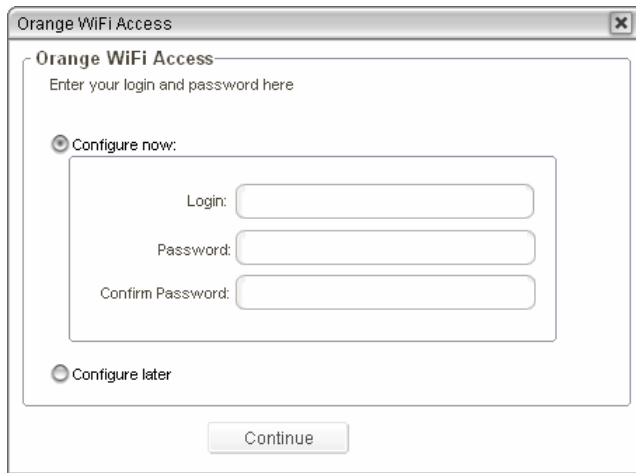 Orange WiFi Access
Orange WiFi Access
Enter your login and password here
Configure now:
Login:
Password:
Confirm Password:
Configure later
Continue